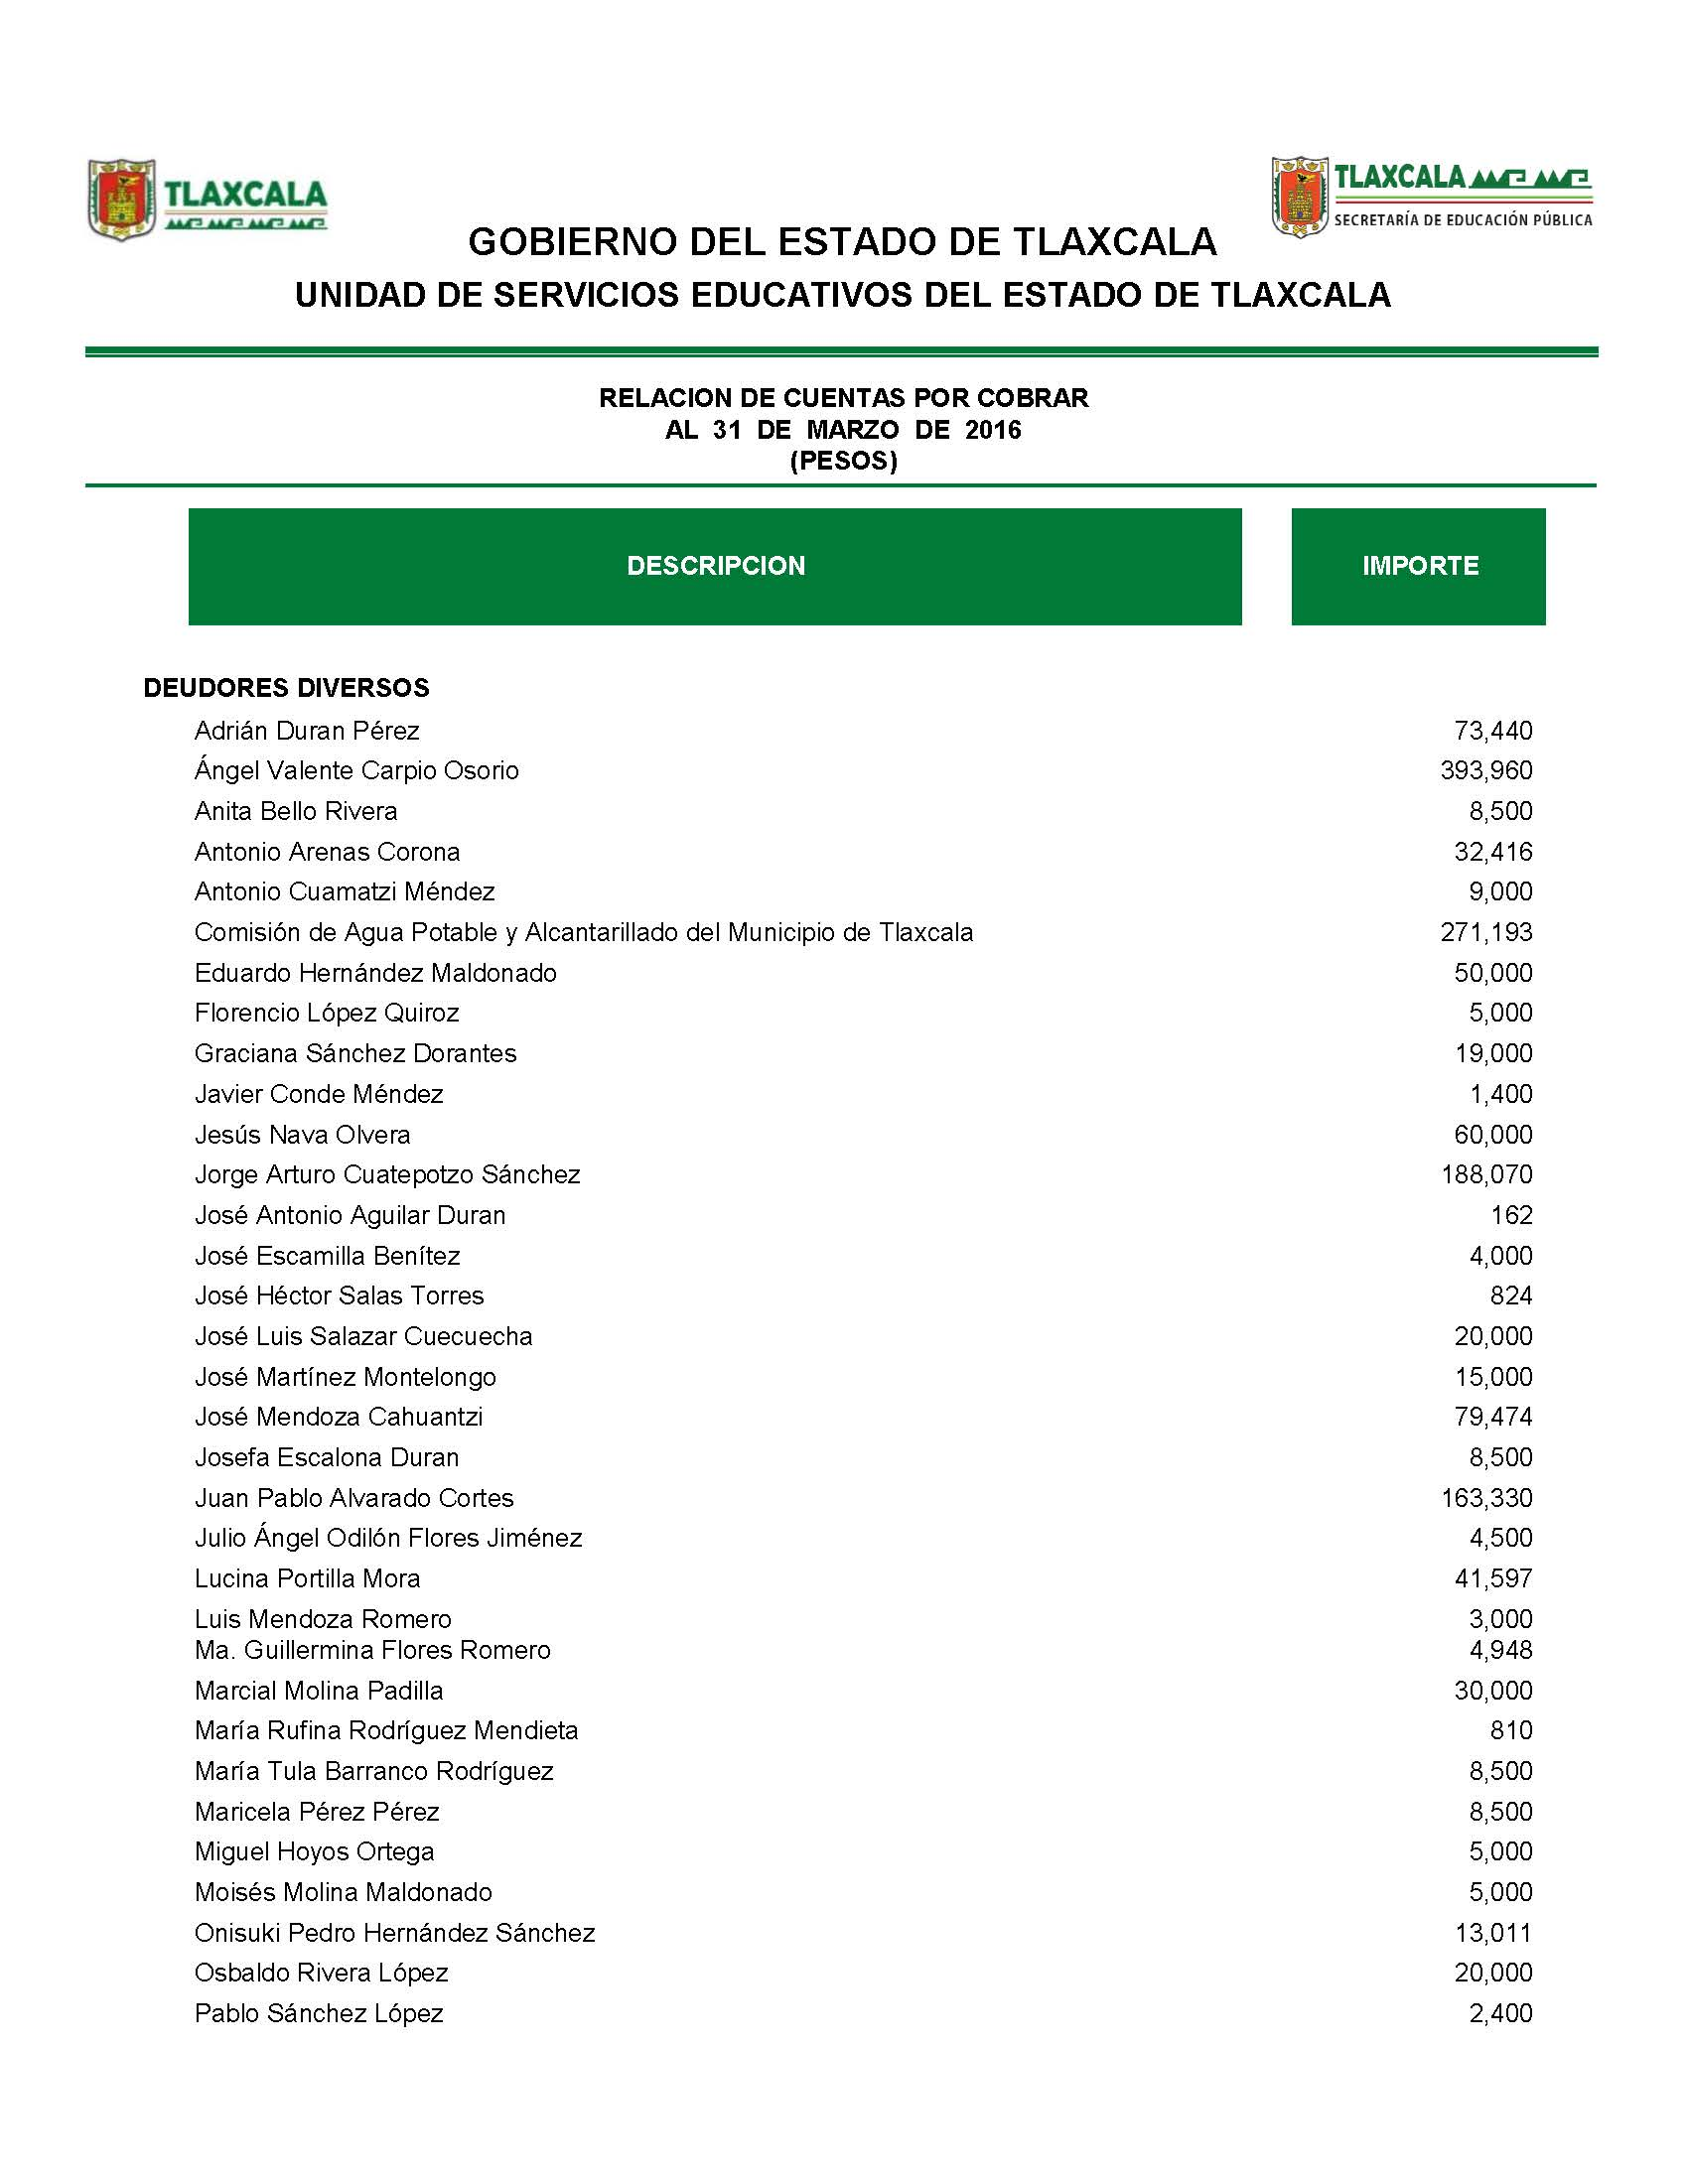 TLAXCALA
TLAXCALA
SECRETARÍA DE EDUCACIÓN PÚBLICA
GOBIERNO DEL ESTADO DE TLAXCALA
UNIDAD DE SERVICIOS EDUCATIVOS DEL ESTADO DE TLAXCALA
RELACION DE CUENTAS POR COBRAR
AL 31 DE MARZO DE 2016
(PESOS)
DESCRIPCION IMPORTE
DEUDORES DIVERSOS
Adrián Duran Pérez 73,440
Ángel Valente Carpio Osorio 393,960
Anita Bello Rivera 8,500
Antonio Arenas Corona 32,416
Antonio Cuamatzi Méndez 9,000
Comisión de Agua Potable y Alcantarillado del Municipio de Tlaxcala 271,193
Eduardo Hernández Maldonado 50,000
Florencio López Quiroz 5,000
Graciana Sánchez Dorantes 19,000
Javier Conde Méndez 1,400
Jesús Nava Olvera 60,000
Jorge Arturo Cuatepotzo Sánchez 188,070
José Antonio Aguilar Duran 162
José Escamilla Benítez 4,000
José Héctor Salas Torres 824
José Luis Salazar Cuecuecha 20,000
José Martínez Montelongo 15,000
José Mendoza Cahuantzi 79,474
Josefa Escalona Duran 8,500
Juan Pablo Alvarado Cortes 163,330
Julio Ángel Odilón Flores Jiménez 4,500
Lucina Portilla Mora 41,597
Luis Mendoza Romero 3,000
Ma. Guillermina Flores Romero 4,948
Marcial Molina Padilla 30,000
María Rufina Rodríguez Mendieta 810
María Tula Barranco Rodríguez 8,500
Maricela Pérez Pérez 8,500
Miguel Hoyos Ortega 5,000
Moisés Molina Maldonado 5,000
Onisuki Pedro Hernández Sánchez 13,011
Osbaldo Rivera López 20,000
Pablo Sánchez López 2,400